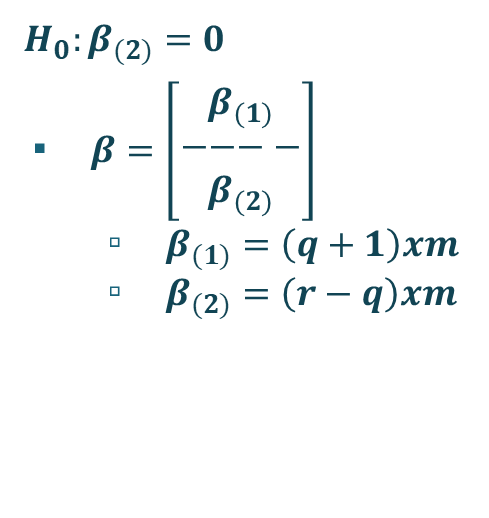 H₀: β₍₂₎ = 0
▪ β = [β₍₁₎
----
β₍₂₎]
▫ β₍₁₎ = (q + 1)xm
▫ β₍₂₎ = (r − q)xm